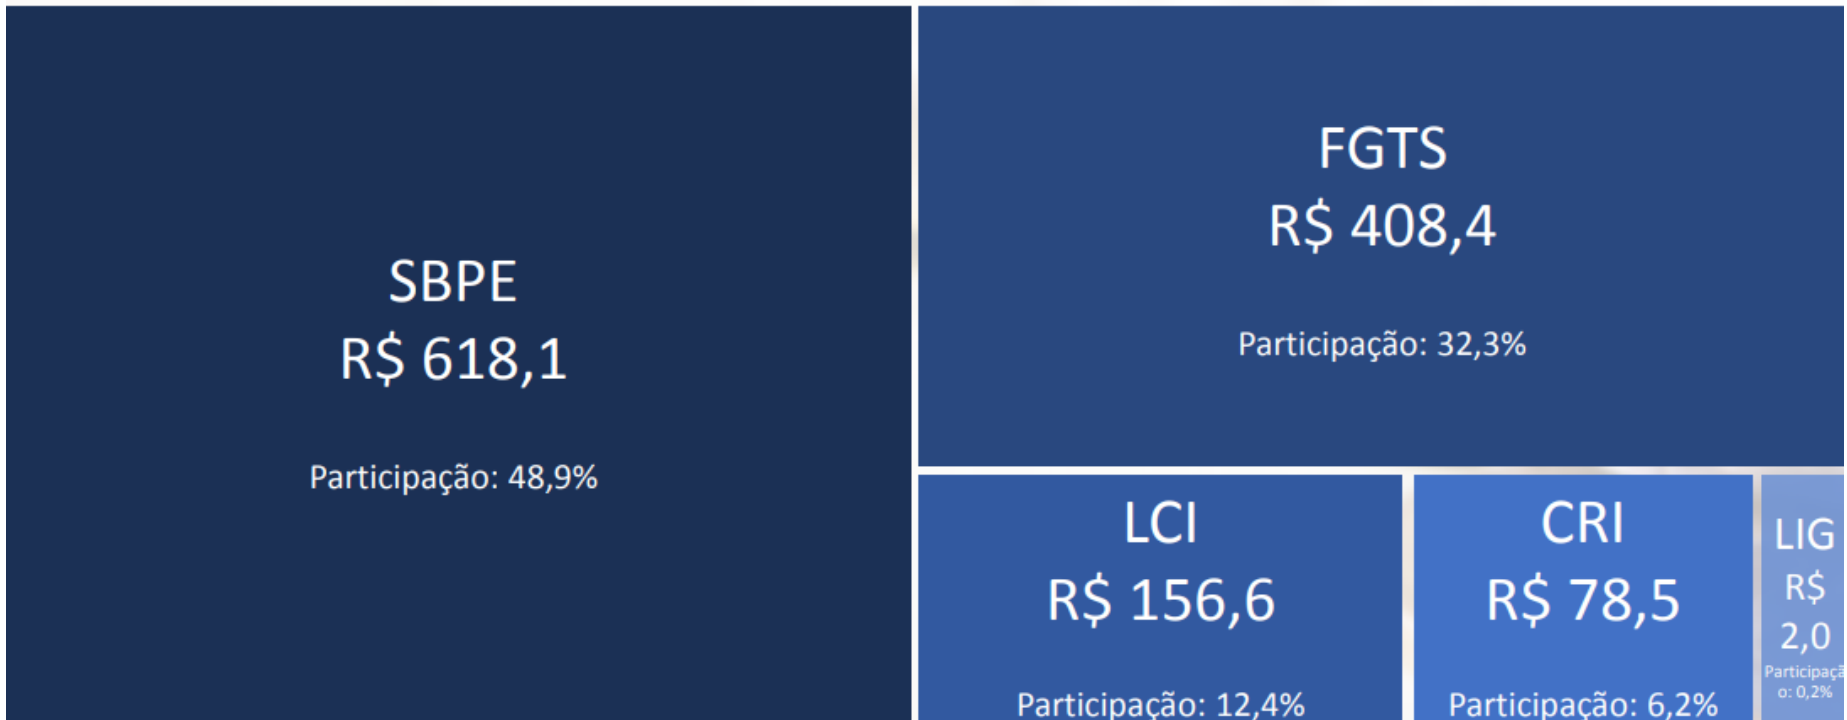 SBPE
R$ 618,1
Participação: 48,9%
FGTS
R$ 408,4
Participação: 32,3%
LCI
R$ 156,6
Participação: 12,4%
CRI
R$ 78,5
Participação: 6,2%
LIG
R$
2,0
Participaçã
o: 0,2%